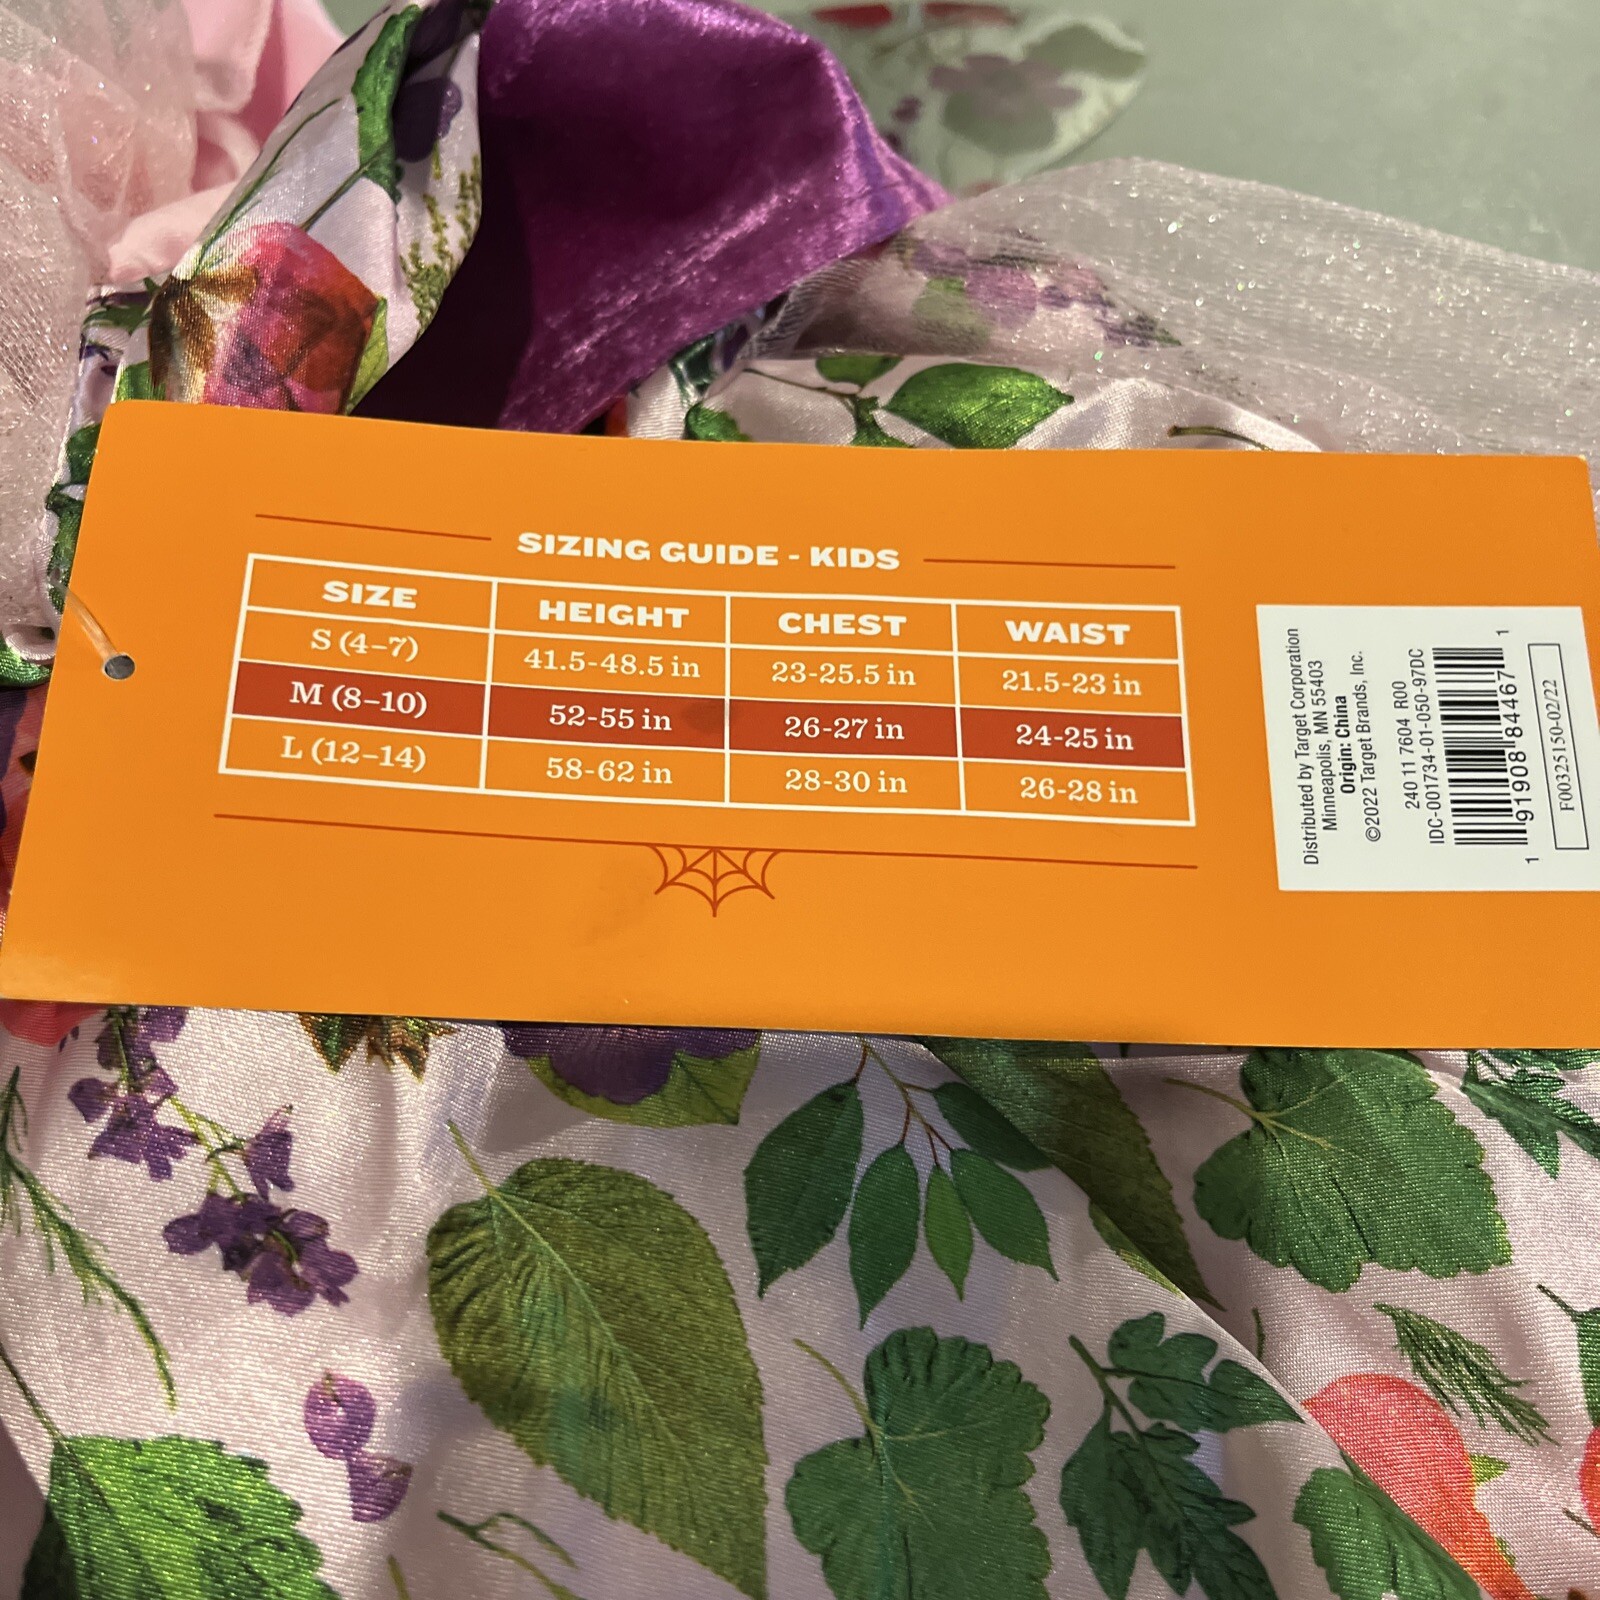 SIZING GUIDE - KIDS
SIZE HEIGHT CHEST WAIST
S (4–7) 41.5-48.5 in 23-25.5 in 21.5-23 in
M (8–10) 52-55 in 26-27 in 24-25 in
L (12–14) 58-62 in 28-30 in 26-28 in
Distributed by Target Corporation
Minneapolis, MN 55403
Origin: China
©2022 Target Brands, Inc.
240 11 7604 R00
IDC-001734-01-050-97DC
1 91908 84467 1
F00325150-02/22